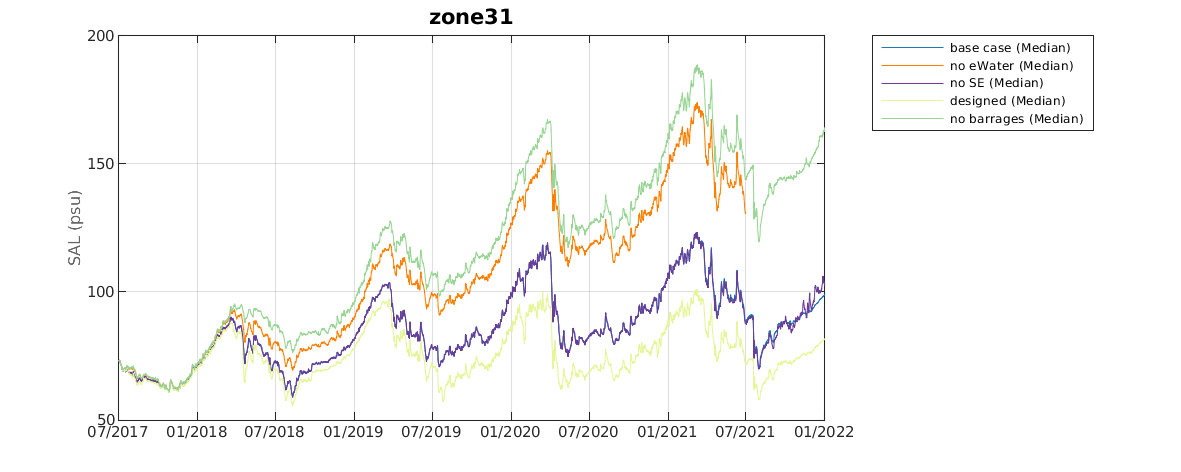 zone31
200
150
100
50
SAL (psu)
07/2017 01/2018 07/2018 01/2019 07/2019 01/2020 07/2020 01/2021 07/2021 01/2022
base case (Median)
no eWater (Median)
no SE (Median)
designed (Median)
no barrages (Median)